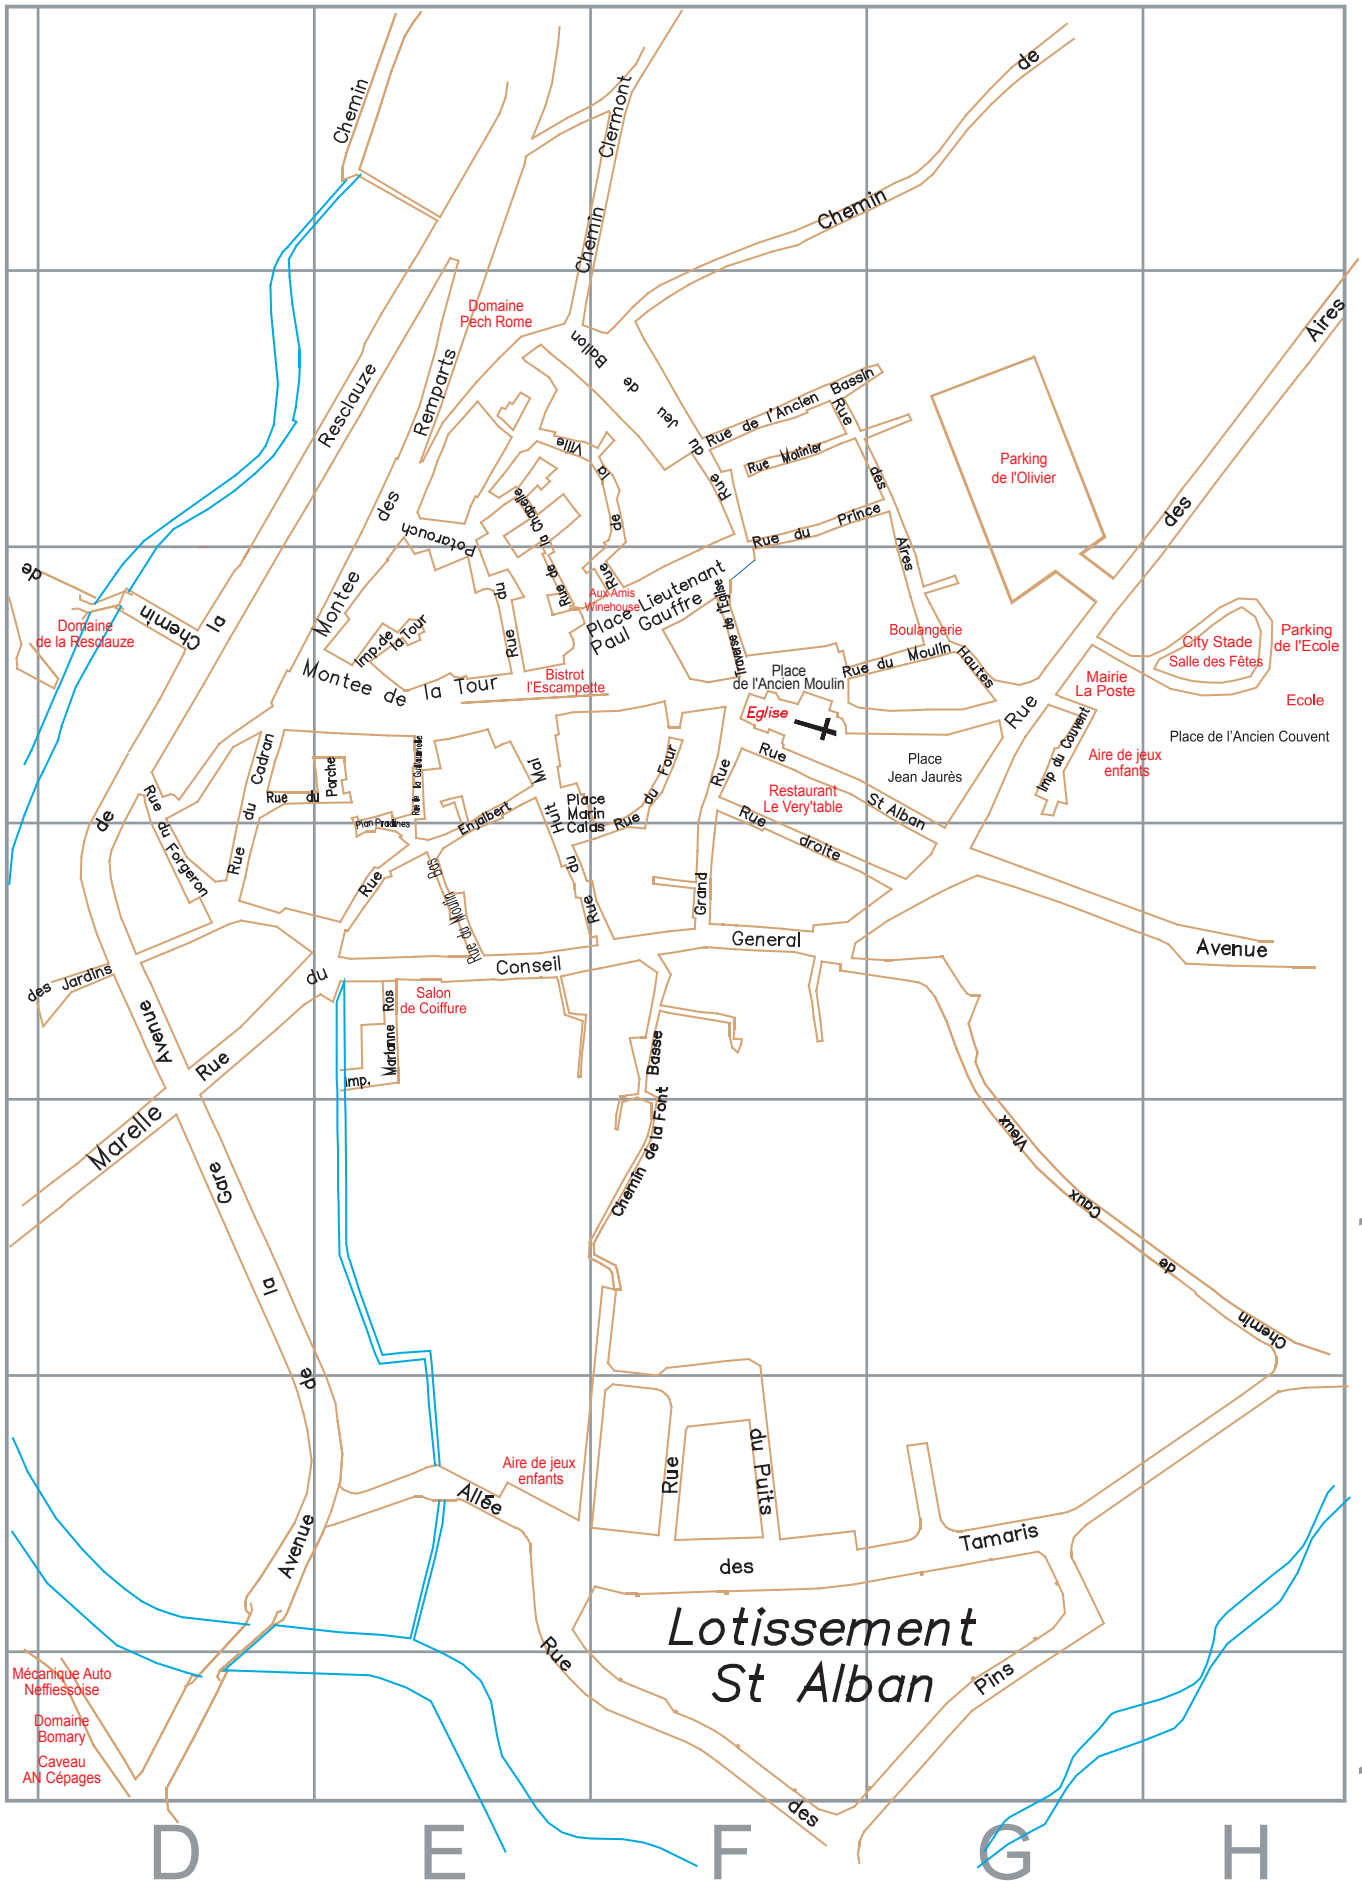 Chemin
Clermont
Chemin
Chemin
de
Domaine
Pech Rome
Ballon
de
Jeu
du
Rue
Resclauze
la
de
Avenue
Remparts
des
Montee
Rue de l'Ancien Bassin
Rue Molinier
Rue
des
Aires
Hautes
Rue du Prince
Parking
de l'Olivier
Aires
des
Rue
Ville
la
de
Rue
Rue de la Chapelle
Potarouch
du
Rue
Aux Amis
Winehouse
Place Lieutenant
Paul Gauffre
Traverse de l'Eglise
de
Chemin
Domaine
de la Resclauze
Imp. de
la Tour
Montee de la Tour
Bistrot
l'Escampette
Boulangerie
Rue du Moulin
Place
de l'Ancien Moulin
Eglise
City Stade
Salle des Fêtes
Parking
de l'Ecole
Ecole
Mairie
La Poste
Place de l'Ancien Couvent
Aire de jeux
enfants
Imp du Couvent
Place
Jean Jaurès
Rue
St Alban
Restaurant
Le Very'table
Rue
droite
Rue
Grand
Rue du Four
Place
Marin
Calas
Mal
Huit
du
Rue
Rue du Cadran
Rue du Porche
Plan Pradines
Rue
Enjalbert
Rue du Moulin Bas
Rue du Forgeron
des Jardins
Rue
du
Conseil
General
Avenue
Salon
de Coiffure
Imp.
Marianne Ros
Marelle
Chemin de la Font
Basse
Avenue
de
la
Gare
Chemin
de
Caux
Vieux
Aire de jeux
enfants
Allée
des
Tamaris
Rue
du Puits
Lotissement
St Alban
Rue
des
Pins
Mécanique Auto
Neffiessoise
Domaine
Bomary
Caveau
AN Cépages
D
E
F
G
H